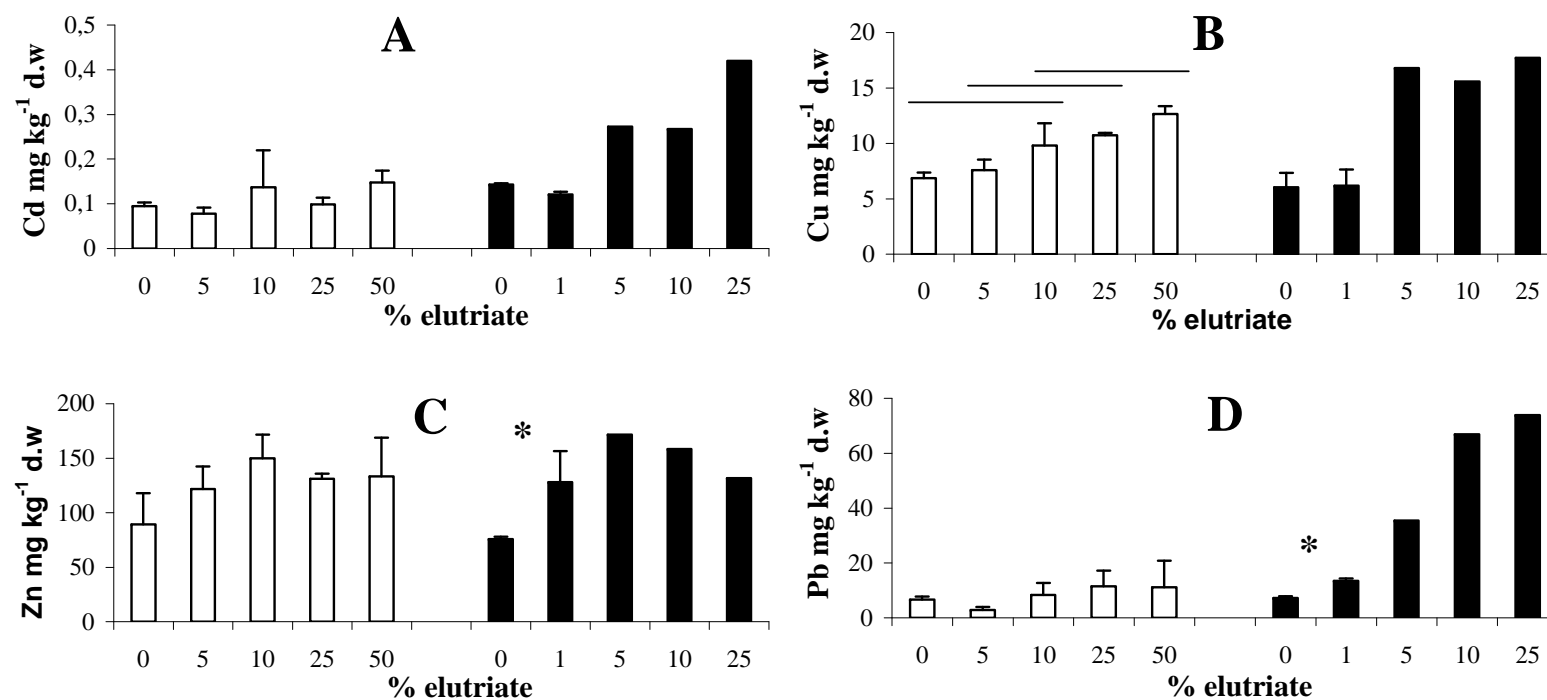 A
Cd mg kg⁻¹ d.w
0,5
0,4
0,3
0,2
0,1
0
0 5 10 25 50 0 1 5 10 25
% elutriate
B
Cu mg kg⁻¹ d.w
20
15
10
5
0
0 5 10 25 50 0 1 5 10 25
% elutriate
C
*
Zn mg kg⁻¹ d.w
200
150
100
50
0
0 5 10 25 50 0 1 5 10 25
% elutriate
D
*
Pb mg kg⁻¹ d.w
80
60
40
20
0
0 5 10 25 50 0 1 5 10 25
% elutriate